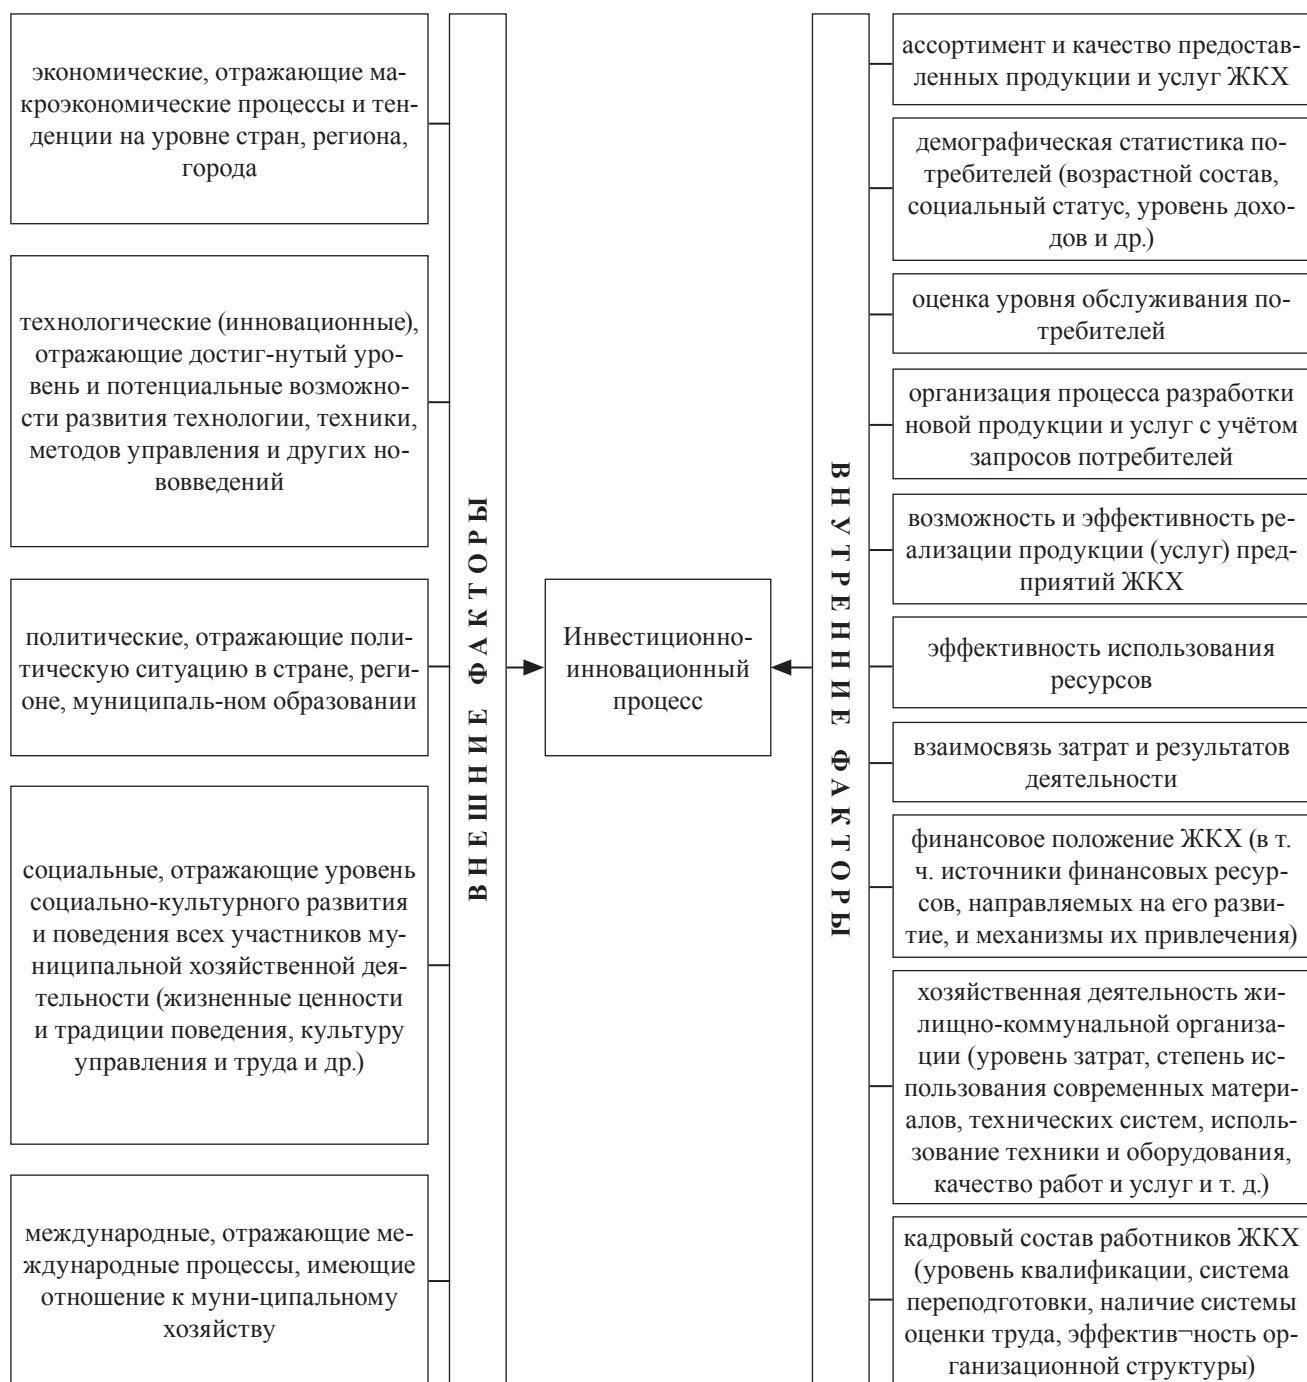 экономические, отражающие ма-
кроэкономические процессы и тен-
денции на уровне стран, региона,
города
технологические (инновационные),
отражающие достиг-нутый уро-
вень и потенциальные возможно-
сти развития технологии, техники,
методов управления и других но-
вовведений
политические, отражающие поли-
тическую ситуацию в стране, реги-
оне, муниципаль-ном образовании
социальные, отражающие уровень
социально-культурного развития
и поведения всех участников му-
ниципальной хозяйственной дея-
тельности (жизненные ценности
и традиции поведения, культуру
управления и труда и др.)
международные, отражающие ме-
ждународные процессы, имеющие
отношение к муни-ципальному
хозяйству
ВНЕШНИЕ ФАКТОРЫ
Инвестиционно-
инновационный
процесс
ВНУТРЕННИЕ ФАКТОРЫ
ассортимент и качество предостав-
ленных продукции и услуг ЖКХ
демографическая статистика по-
требителей (возрастной состав,
социальный статус, уровень дохо-
дов и др.)
оценка уровня обслуживания по-
требителей
организация процесса разработки
новой продукции и услуг с учётом
запросов потребителей
возможность и эффективность ре-
ализации продукции (услуг) пред-
приятий ЖКХ
эффективность использования
ресурсов
взаимосвязь затрат и результатов
деятельности
финансовое положение ЖКХ (в т.
ч. источники финансовых ресур-
сов, направляемых на его разви-
тие, и механизмы их привлечения)
хозяйственная деятельность жи-
лищно-коммунальной организа-
ции (уровень затрат, степень ис-
пользования современных матери-
алов, технических систем, исполь-
зование техники и оборудования,
качество работ и услуг и т. д.)
кадровый состав работников ЖКХ
(уровень квалификации, система
переподготовки, наличие системы
оценки труда, эффектив¬ность ор-
ганизационной структуры)